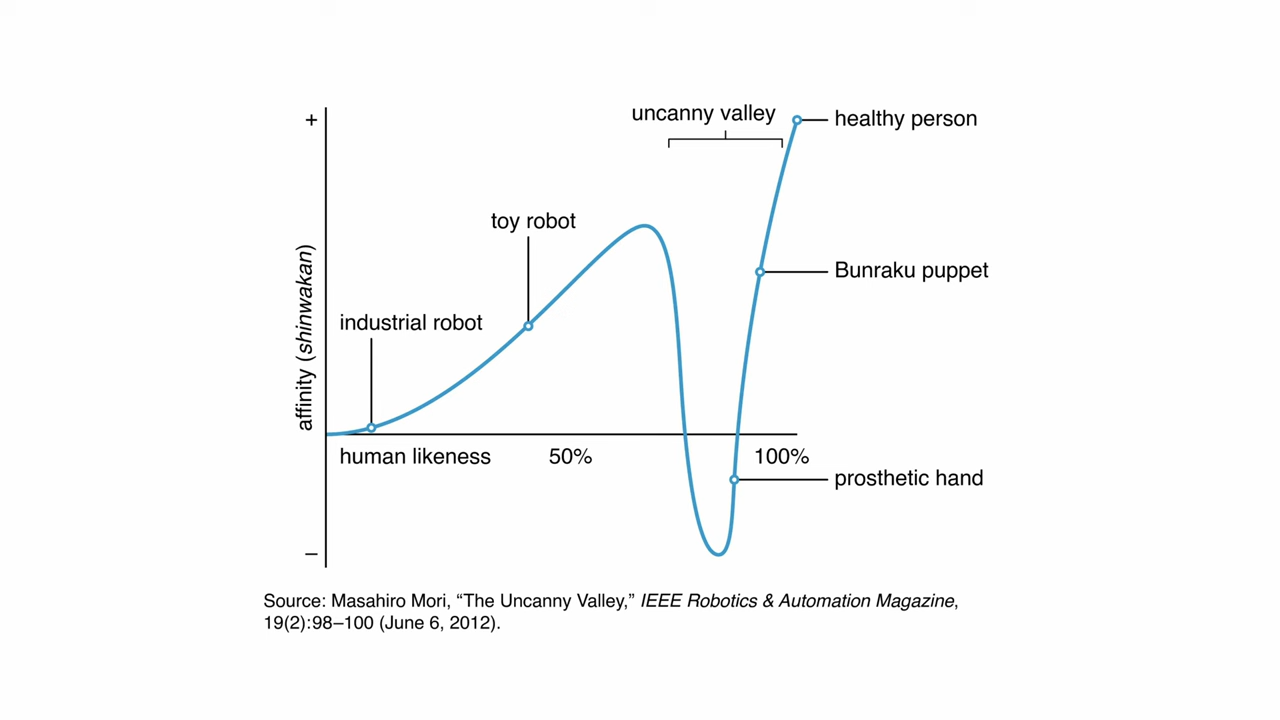 uncanny valley
+
healthy person
toy robot
Bunraku puppet
industrial robot
affinity (shinwakan)
human likeness
50%
100%
prosthetic hand
–
Source: Masahiro Mori, “The Uncanny Valley,” IEEE Robotics & Automation Magazine,
19(2):98–100 (June 6, 2012).